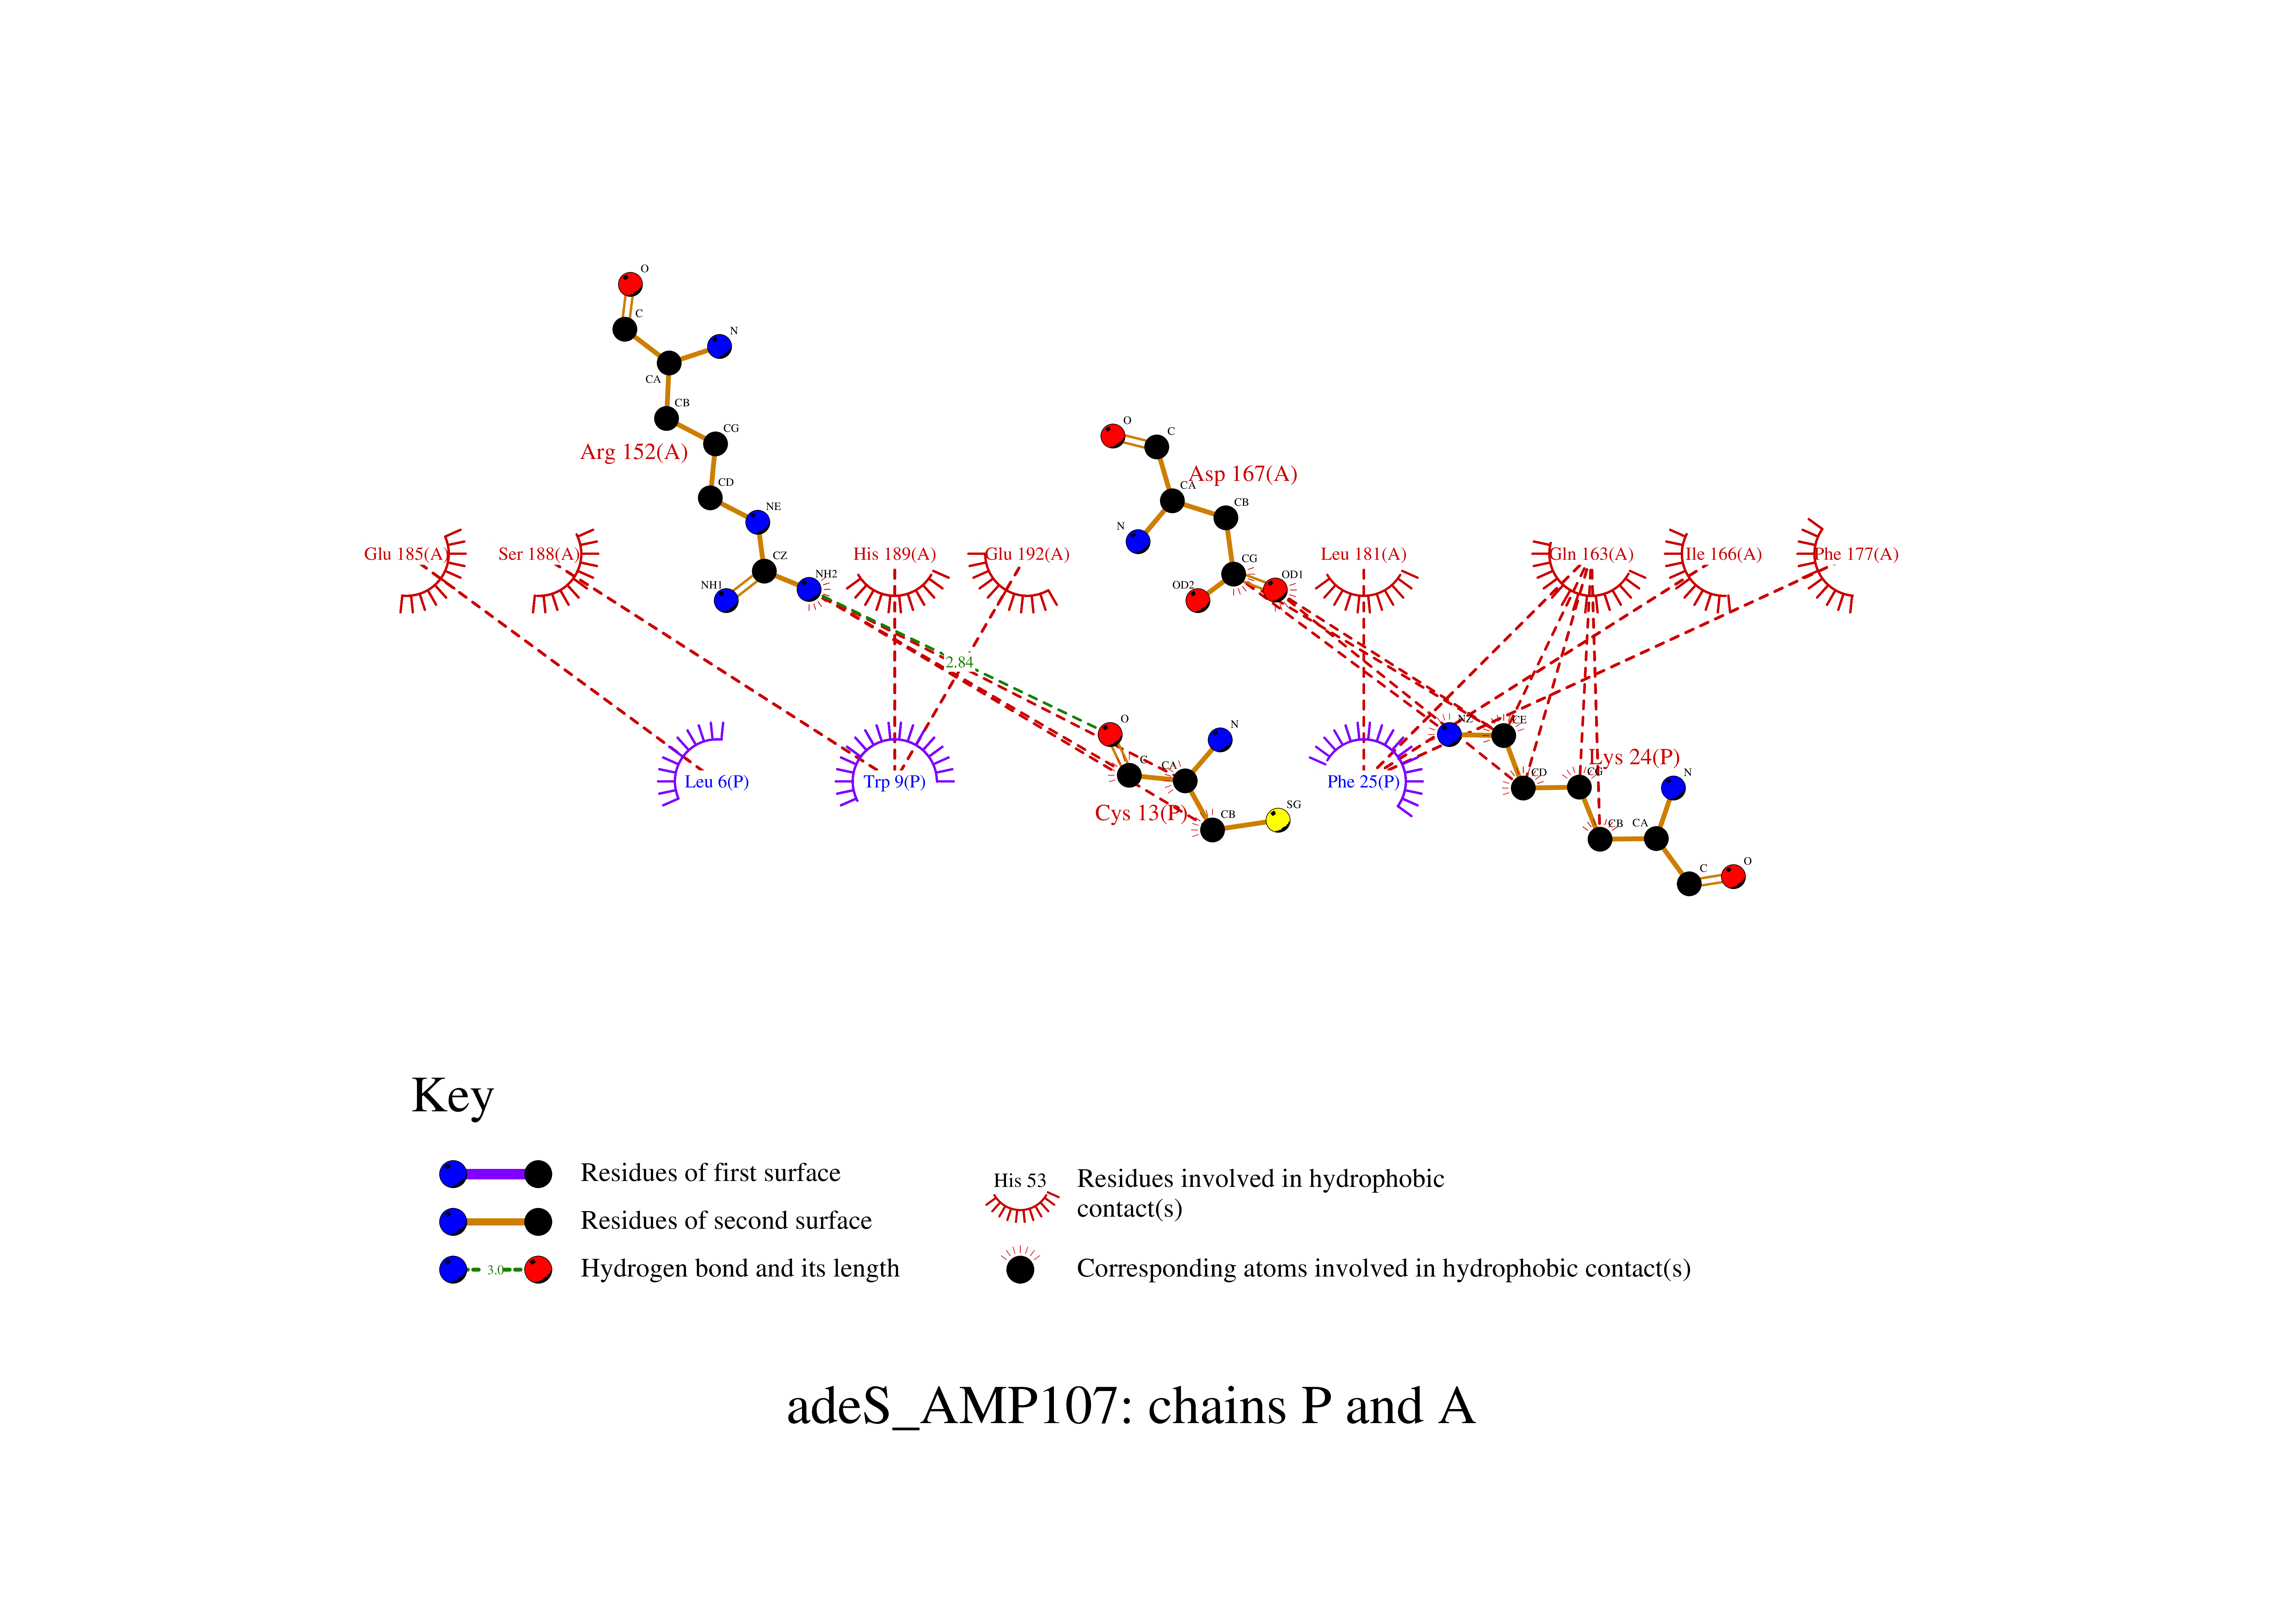 O
C
N
CA
CB
CG
Arg 152(A)
CD
NE
CZ
NH1
NH2
O
C
Asp 167(A)
CA
CB
N
CG
OD2
OD1
Glu 185(A)
Ser 188(A)
His 189(A)
Glu 192(A)
Leu 181(A)
Gln 163(A)
Ile 166(A)
Phe 177(A)
2.84
Leu 6(P)
Trp 9(P)
O
N
C
CA
Cys 13(P)
CB
SG
Phe 25(P)
NZ
CE
Lys 24(P)
CD
CG
N
CB
CA
C
O
Key
Residues of first surface
Residues of second surface
3.0
Hydrogen bond and its length
His 53
Residues involved in hydrophobic
contact(s)
Corresponding atoms involved in hydrophobic contact(s)
adeS_AMP107: chains P and A